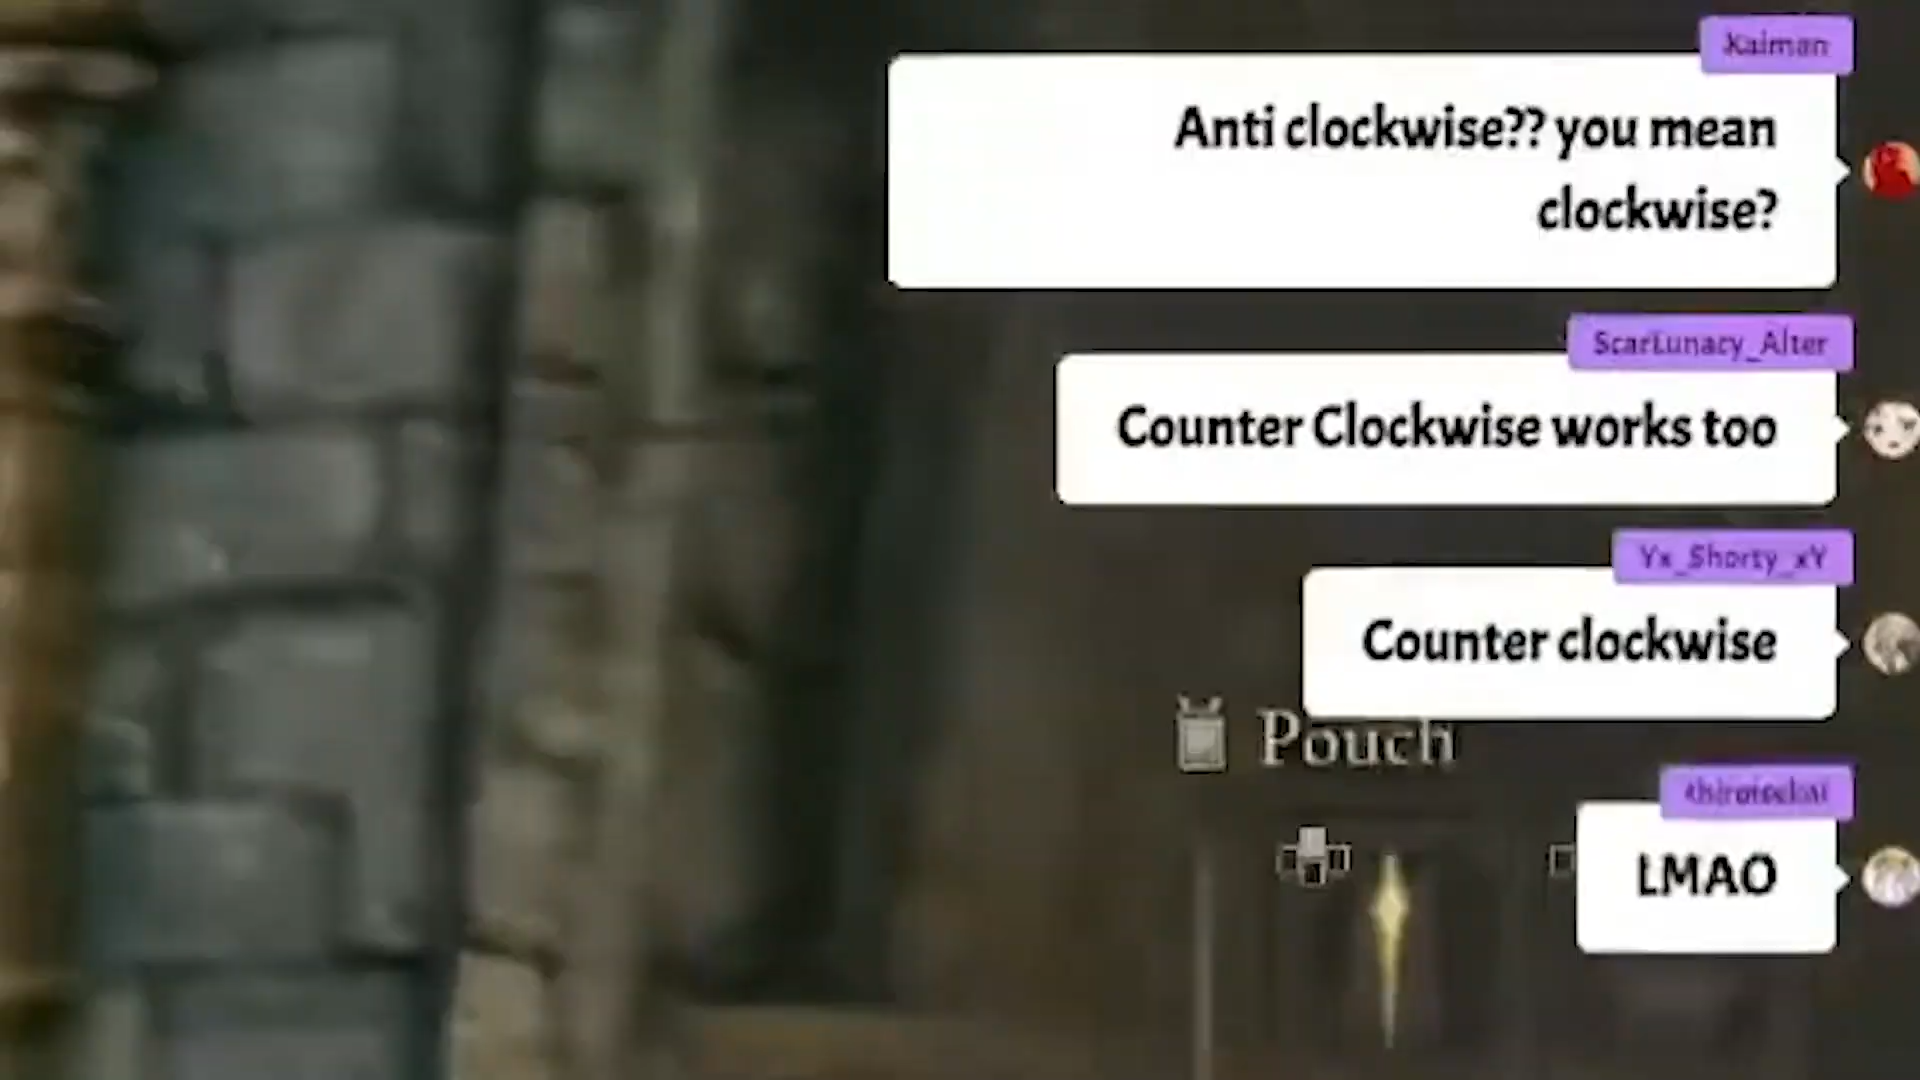 Kaiman
Anti clockwise?? you mean
clockwise?
ScarLunacy_Alter
Counter Clockwise works too
Yx_Shorty_xY
Counter clockwise
Pouch
LMAO